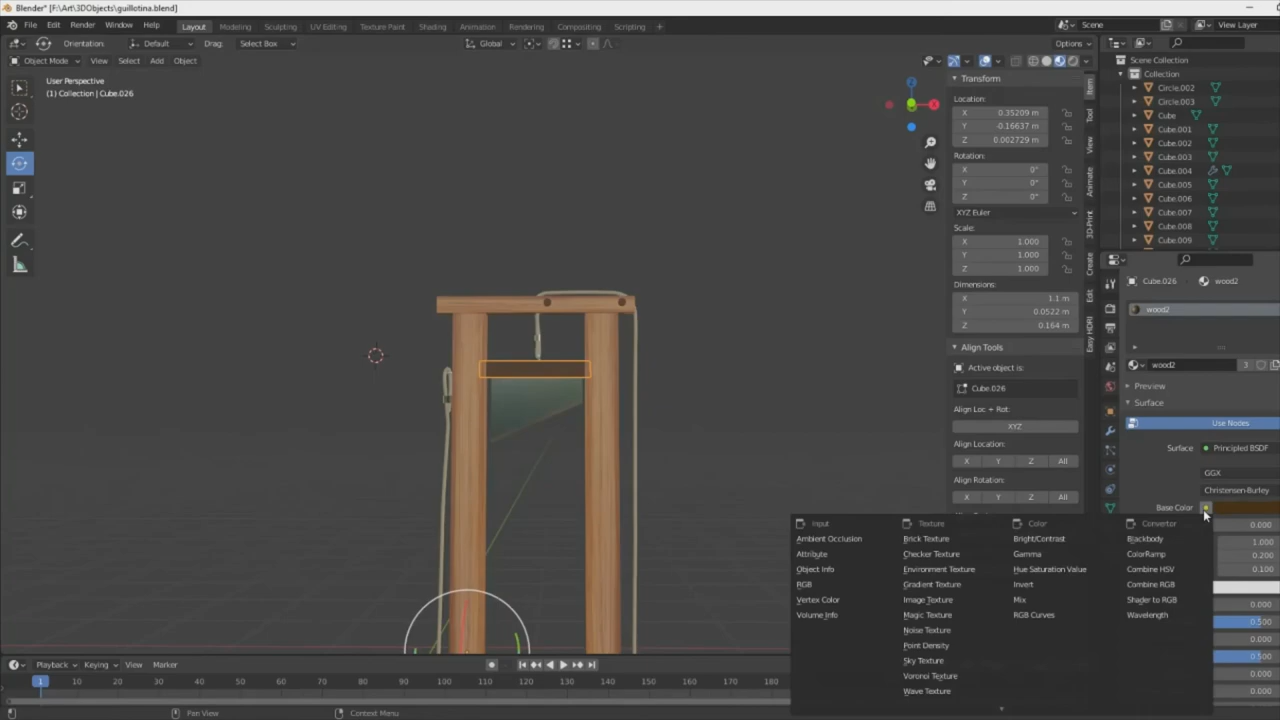 Blender* [F:\Art\3DObjects\guillotina.blend]
File Edit Render Window Help Layout Modeling Sculpting UV Editing Texture Paint Shading Animation Rendering Compositing Scripting + Scene View Layer
Orientation: Default Drag: Select Box Global Options
Object Mode View Select Add Object
User Perspective
(1) Collection | Cube.026
Z
X
Transform
Location:
X 0.35209 m
Y -0.16637 m
Z 0.002729 m
Rotation:
X 0°
Y 0°
Z 0°
XYZ Euler
Scale:
X 1.000
Y 1.000
Z 1.000
Dimensions:
X 1.1 m
Y 0.0522 m
Z 0.164 m
Align Tools
Active object is:
Cube.026
Align Loc + Rot:
XYZ
Align Location:
X Y Z All
Align Rotation:
X Y Z All
Item
Tool
View
Animate
3D-Print
Create
Edit
Easy HDRI
Scene Collection
Collection
Circle.002
Circle.003
Cube
Cube.001
Cube.002
Cube.003
Cube.004
Cube.005
Cube.006
Cube.007
Cube.008
Cube.009
Cube.026 wood2
wood2
wood2 3
Preview
Surface
Use Nodes
Surface Principled BSDF
GGX
Christensen-Burley
Base Color
0.000
1.000
0.200
0.100
0.000
0.500
0.000
0.500
0.000
Input Texture Color Converter
Ambient Occlusion Brick Texture Bright/Contrast Blackbody
Attribute Checker Texture Gamma ColorRamp
Object Info Environment Texture Hue Saturation Value Combine HSV
RGB Gradient Texture Invert Combine RGB
Vertex Color Image Texture Mix Shader to RGB
Volume Info Magic Texture RGB Curves Wavelength
Noise Texture
Point Density
Sky Texture
Voronoi Texture
Wave Texture
Playback Keying View Marker
1 20 40 60 80 100 120 140 160 180
Pan View Context Menu